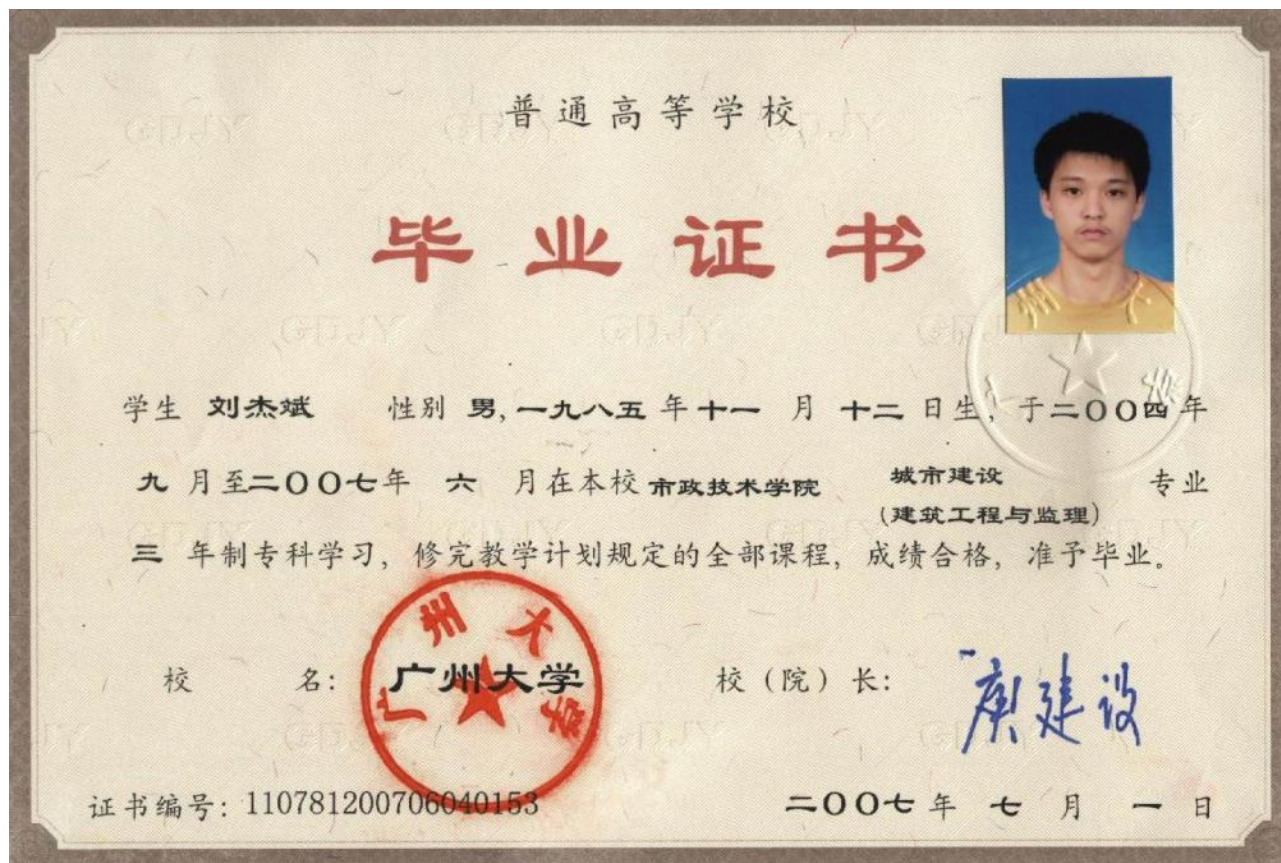 普通高等学校
毕业证书
学生 刘杰斌 性别 男,一九八五 年十一 月 十二 日生,于二〇〇四年
九 月至二〇〇七年 六 月在本校 市政技术学院 城市建设 专业
(建筑工程与监理)
三 年制专科学习,修完教学计划规定的全部课程,成绩合格,准予毕业。
广州大学
校 名: 广州大学 校(院)长: 庾建设
证书编号: 110781200706040153 二〇〇七 年 七 月 一 日